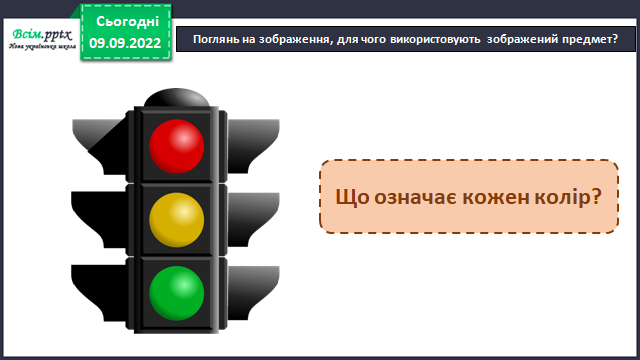 Всім.pptx
Нова українська школа
Сьогодні
09.09.2022
Поглянь на зображення, для чого використовують зображений предмет?
Що означає кожен колір?